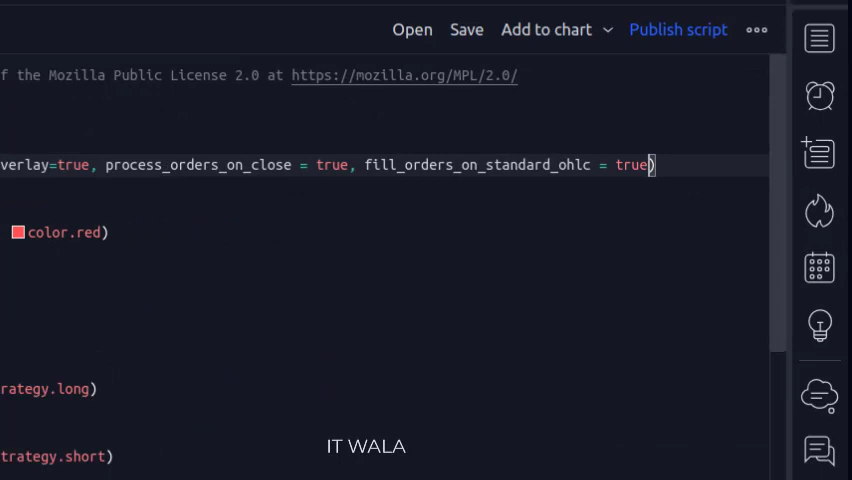 Open Save Add to chart Publish script
f the Mozilla Public License 2.0 at https://mozilla.org/MPL/2.0/
verlay=true, process_orders_on_close = true, fill_orders_on_standard_ohlc = true)
color.red)
rategy.long)
IT WALA
trategy.short)